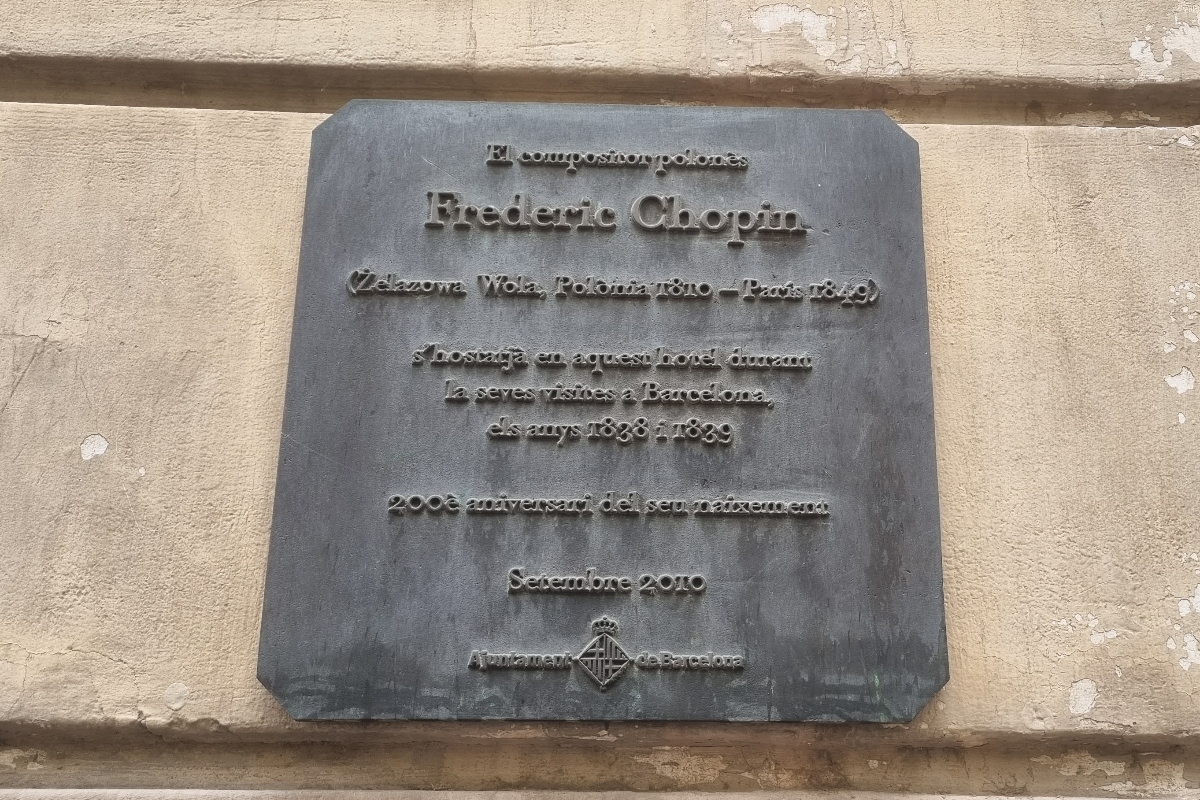 El compositor polonès
Frederic Chopin
(Żelazowa Wola, Polònia 1810 – París 1849)
s'hostatjà en aquest hotel durant
la seves visites a Barcelona,
els anys 1838 i 1839
200è aniversari del seu naixement
Setembre 2010
Ajuntament de Barcelona